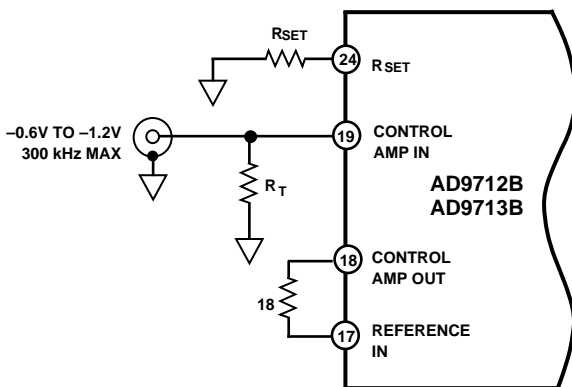 RSET
24
RSET
–0.6V TO –1.2V
300 kHz MAX
19
CONTROL
AMP IN
RT
AD9712B
AD9713B
18
CONTROL
AMP OUT
18
17
REFERENCE
IN